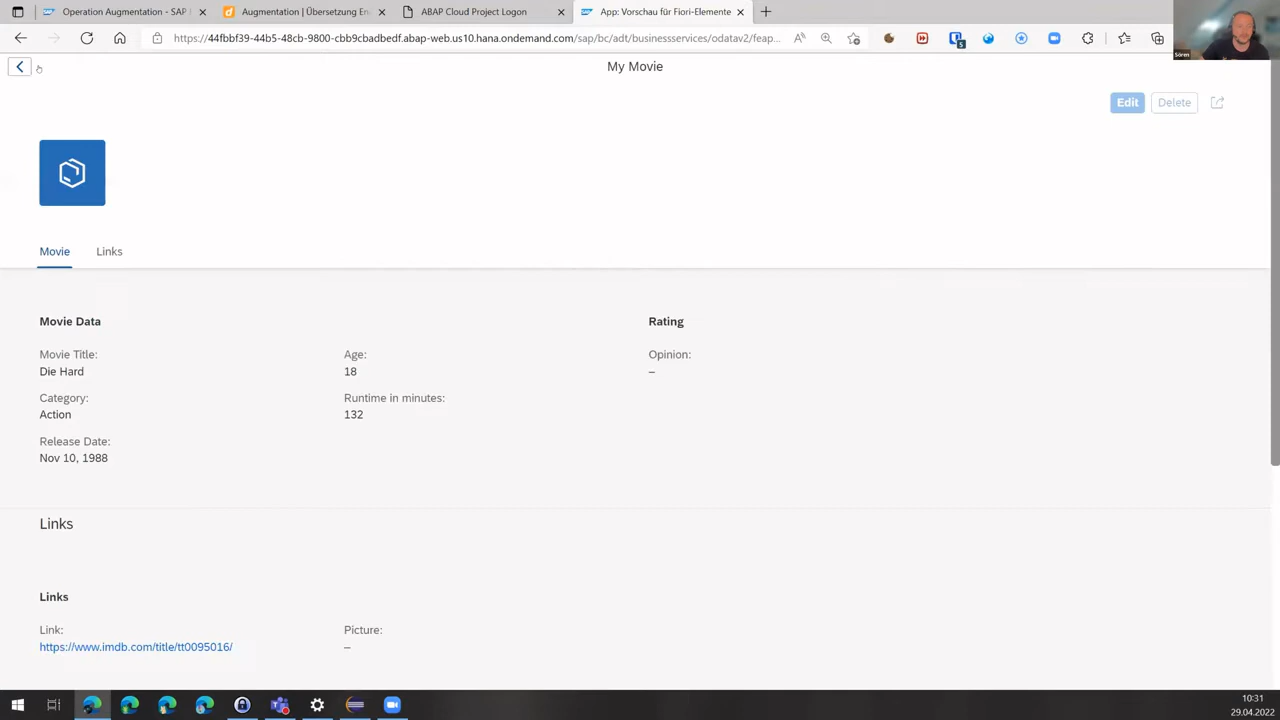 Operation Augmentation - SAP
Augmentation | Übersetzung En
ABAP Cloud Project Logon
App: Vorschau für Fiori-Elemente
https://44fbbf39-44b5-48cb-9800-cbb9cbadbedf.abap-web.us10.hana.ondemand.com/sap/bc/adt/businessservices/odatav2/feap...
5
Sören
My Movie
Edit
Delete
Movie
Links
Movie Data
Rating
Movie Title:
Age:
Opinion:
Die Hard
18
–
Category:
Runtime in minutes:
Action
132
Release Date:
Nov 10, 1988
Links
Links
Link:
Picture:
https://www.imdb.com/title/tt0095016/
–
10:31
29.04.2022